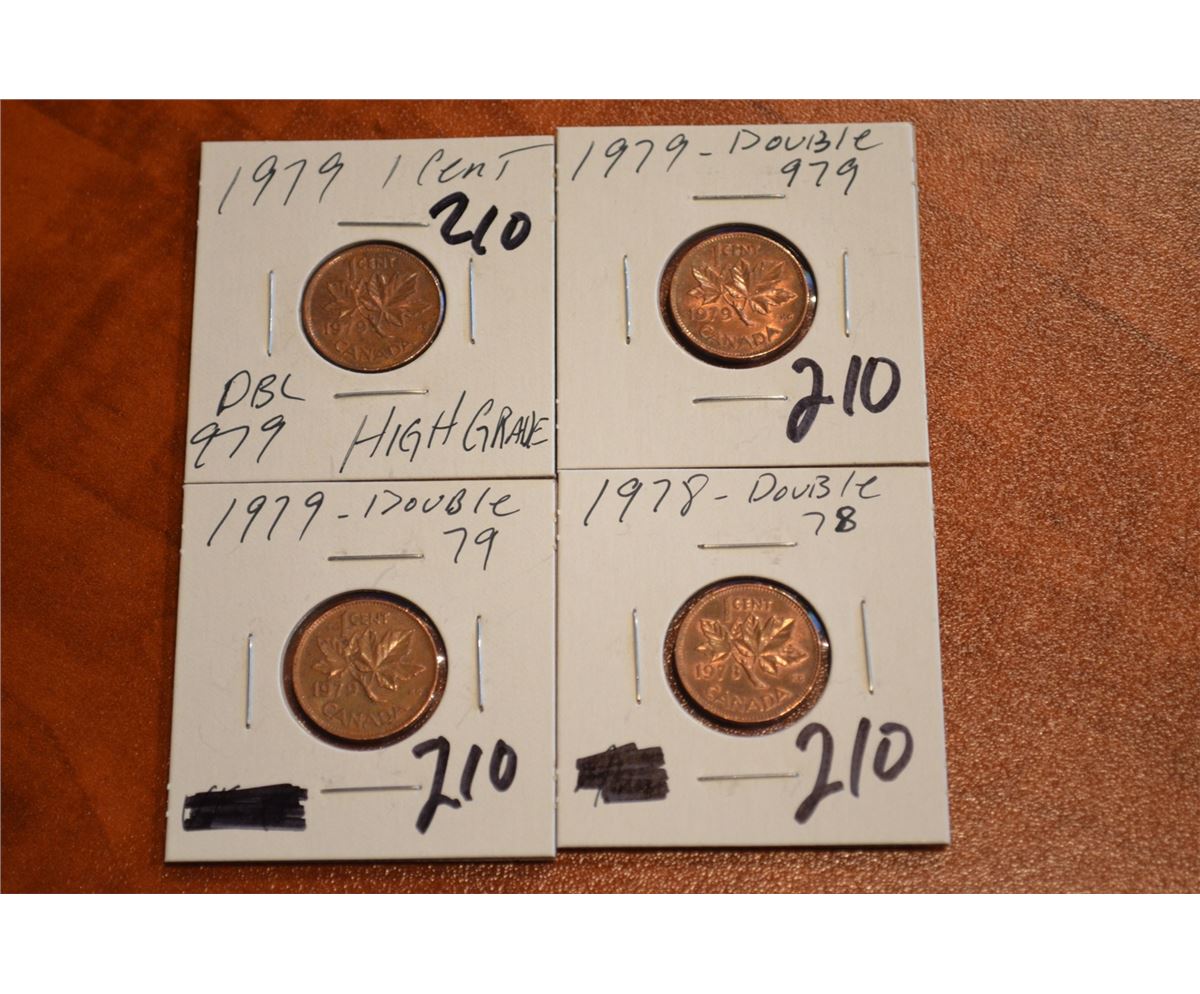 1979 1 Cent
210
1 CENT
1979
CANADA
DBL
979 HIGH GRADE
1979 - Double
979
1 CENT
1979
CANADA
210
1979 - Double
79
1 CENT
1979
CANADA
210
1978 - Double
78
1 CENT
1978
CANADA
210